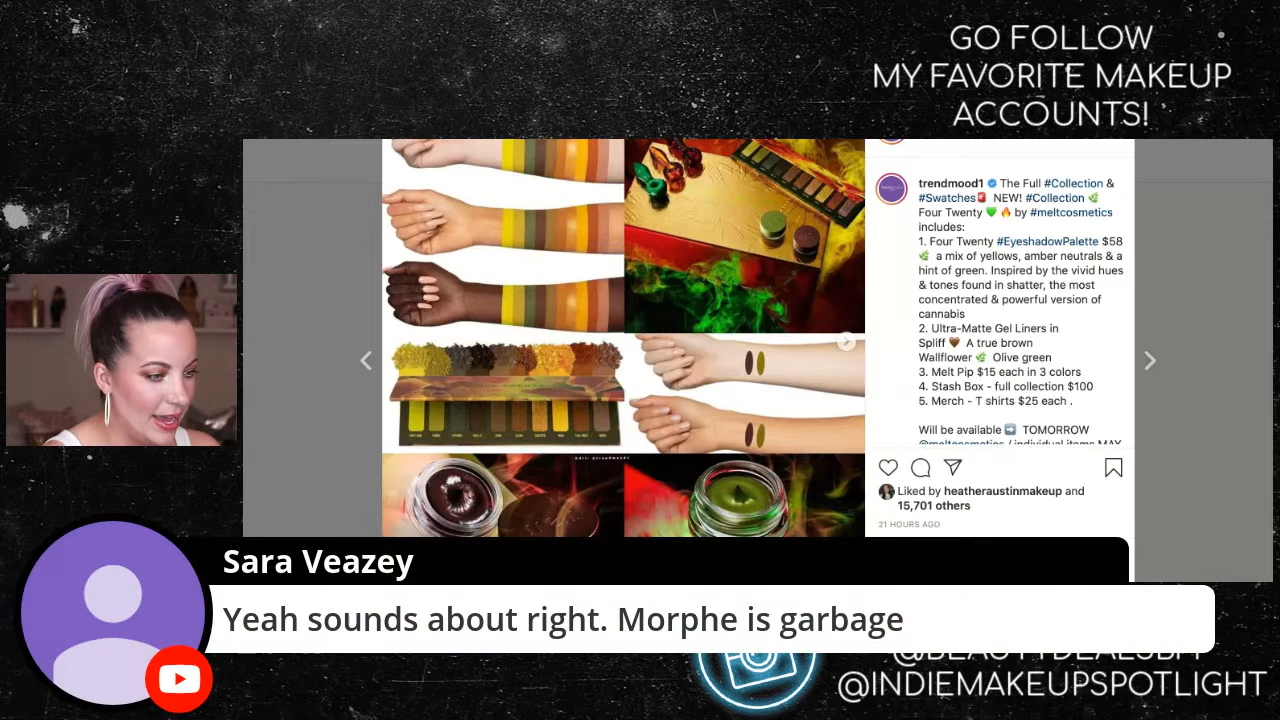 GO FOLLOW
MY FAVORITE MAKEUP
ACCOUNTS!
trendmood1 The Full #Collection &
#Swatches🚨 NEW! #Collection 🌿
Four Twenty 💚 🔥 by #meltcosmetics
includes:
1. Four Twenty #EyeshadowPalette $58
🌿 a mix of yellows, amber neutrals & a
hint of green. Inspired by the vivid hues
& tones found in shatter, the most
concentrated & powerful version of
cannabis
2. Ultra-Matte Gel Liners in
Spliff 🤎 A true brown
Wallflower 🌿 Olive green
3. Melt Pip $15 each in 3 colors
4. Stash Box - full collection $100
5. Merch - T shirts $25 each .
Will be available ➡️ TOMORROW
@meltcosmetics / individual items MAY
Liked by heatheraustinmakeup and
15,701 others
21 HOURS AGO
Sara Veazey
Yeah sounds about right. Morphe is garbage
@INDIEMAKEUPSPOTLIGHT